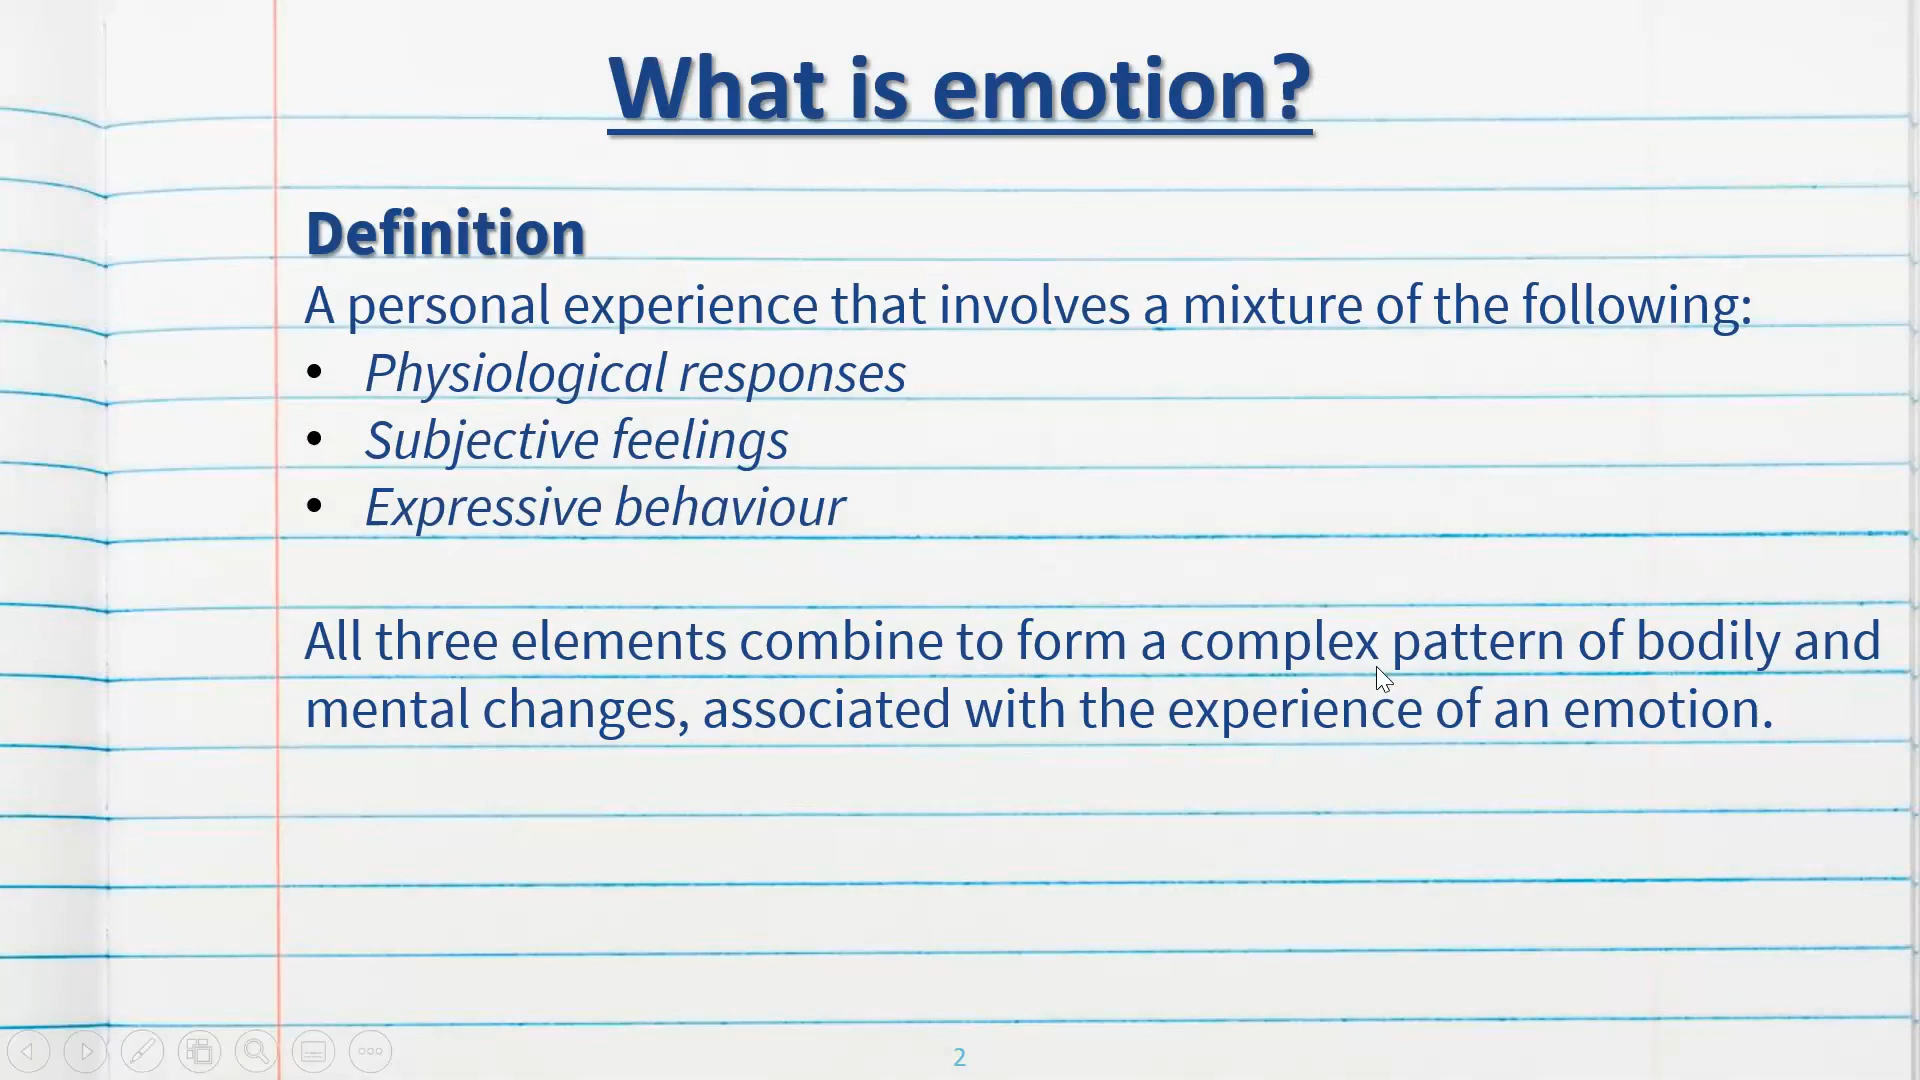 What is emotion?
Definition
A personal experience that involves a mixture of the following:
• Physiological responses
• Subjective feelings
• Expressive behaviour
All three elements combine to form a complex pattern of bodily and
mental changes, associated with the experience of an emotion.
2